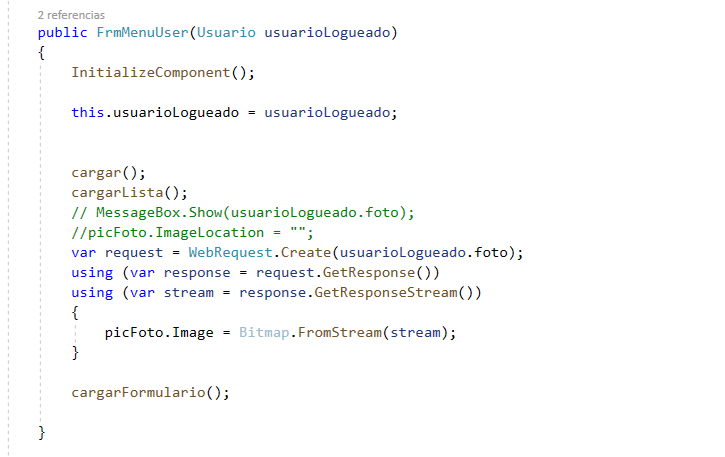 2 referencias
public FrmMenuUser(Usuario usuarioLogueado)
{
InitializeComponent();
this.usuarioLogueado = usuarioLogueado;
cargar();
cargarLista();
// MessageBox.Show(usuarioLogueado.foto);
//picFoto.ImageLocation = "";
var request = WebRequest.Create(usuarioLogueado.foto);
using (var response = request.GetResponse())
using (var stream = response.GetResponseStream())
{
picFoto.Image = Bitmap.FromStream(stream);
}
cargarFormulario();
}